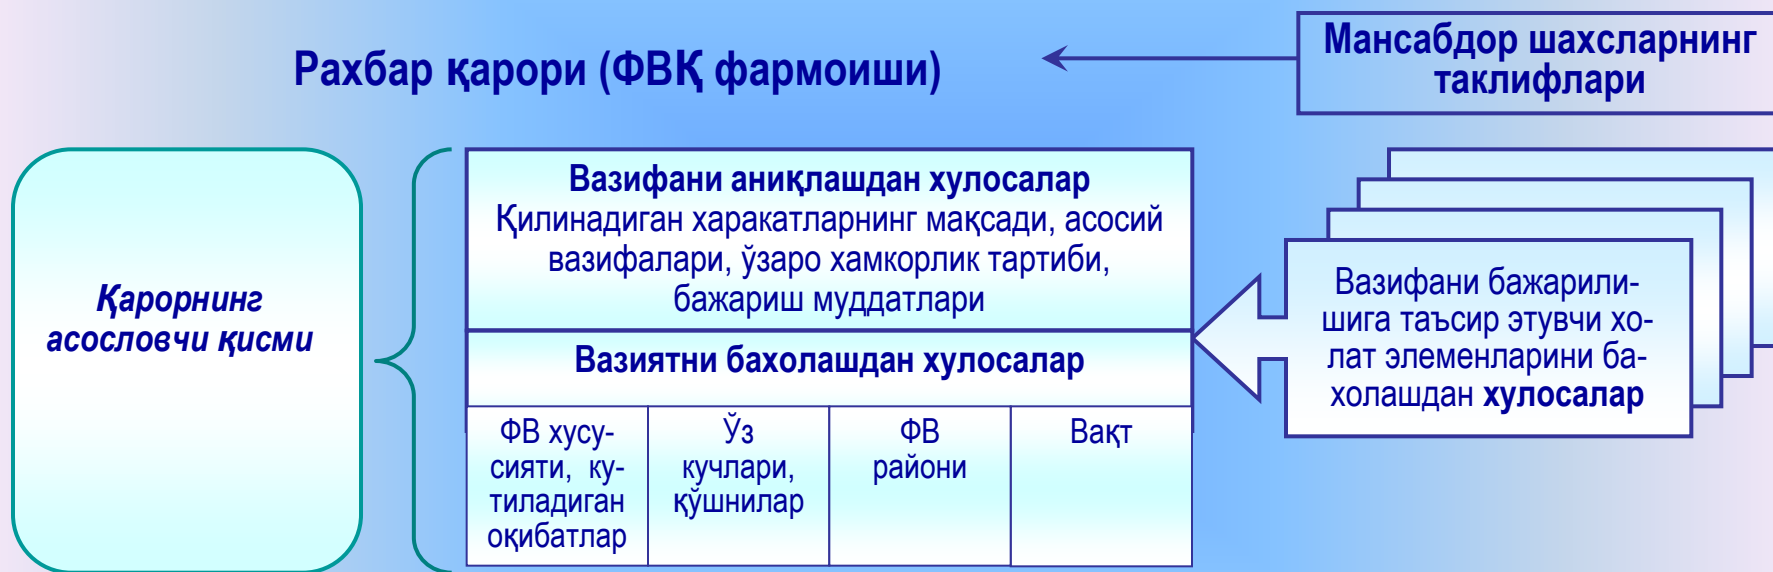 Рахбар қарори (ФВҚ фармоиши)
Мансабдор шахсларнинг
таклифлари
Қарорнинг
асословчи қисми
Вазифани аниқлашдан хулосалар
Қилинадиган харакатларнинг мақсади, асосий
вазифалари, ўзаро хамкорлик тартиби,
бажариш муддатлари
Вазиятни бахолашдан хулосалар
ФВ хусу-
сияти, ку-
тиладиган
оқибатлар
Ўз
кучлари,
қўшнилар
ФВ
райони
Вақт
Вазифани бажарили-
шига таъсир этувчи хо-
лат элеменларини ба-
холашдан хулосалар